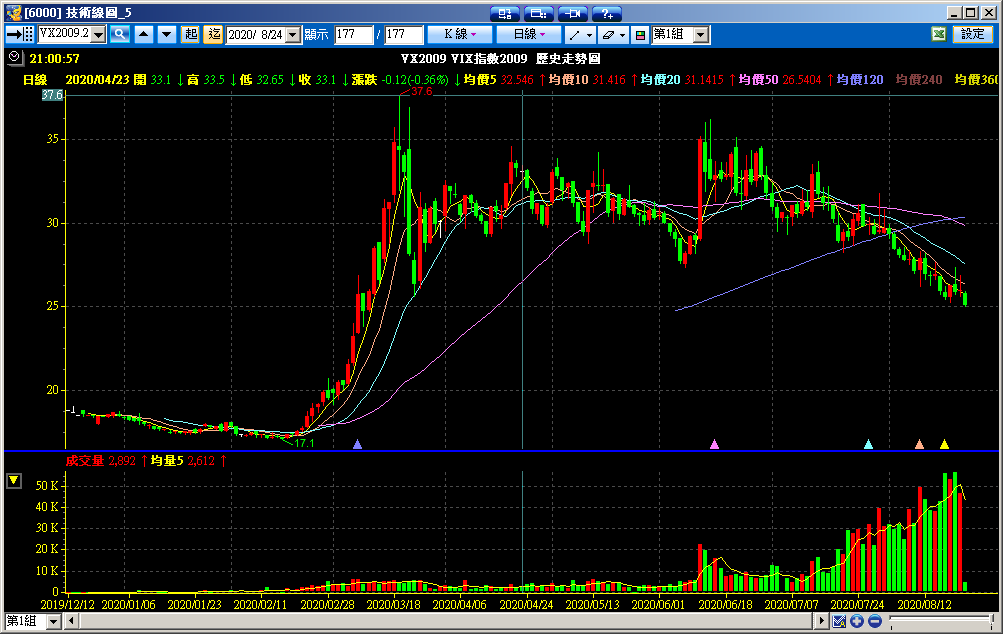 [6000] 技術線圖_5
VX2009.2 起 迄 2020/ 8/24 顯示 177 / 177 K 線 日線 第1組 設定
21:00:57 VX2009 VIX指數2009 歷史走勢圖
日線 2020/04/23 開 33.1 ↓ 高 33.5 ↓ 低 32.65 ↓ 收 33.1 ↓ 漲跌 -0.12(-0.36%) ↓ 均價5 32.546 ↑ 均價10 31.416 ↑ 均價20 31.1415 ↑ 均價50 26.5404 ↑ 均價120 均價240 均價360
37.6
37.6
35
30
25
20
17.1
成交量 2,892 ↑ 均量5 2,612 ↑
50 K
40 K
30 K
20 K
10 K
0
2019/12/12 2020/01/06 2020/01/23 2020/02/11 2020/02/28 2020/03/18 2020/04/06 2020/04/24 2020/05/13 2020/06/01 2020/06/18 2020/07/07 2020/07/24 2020/08/12
第1組